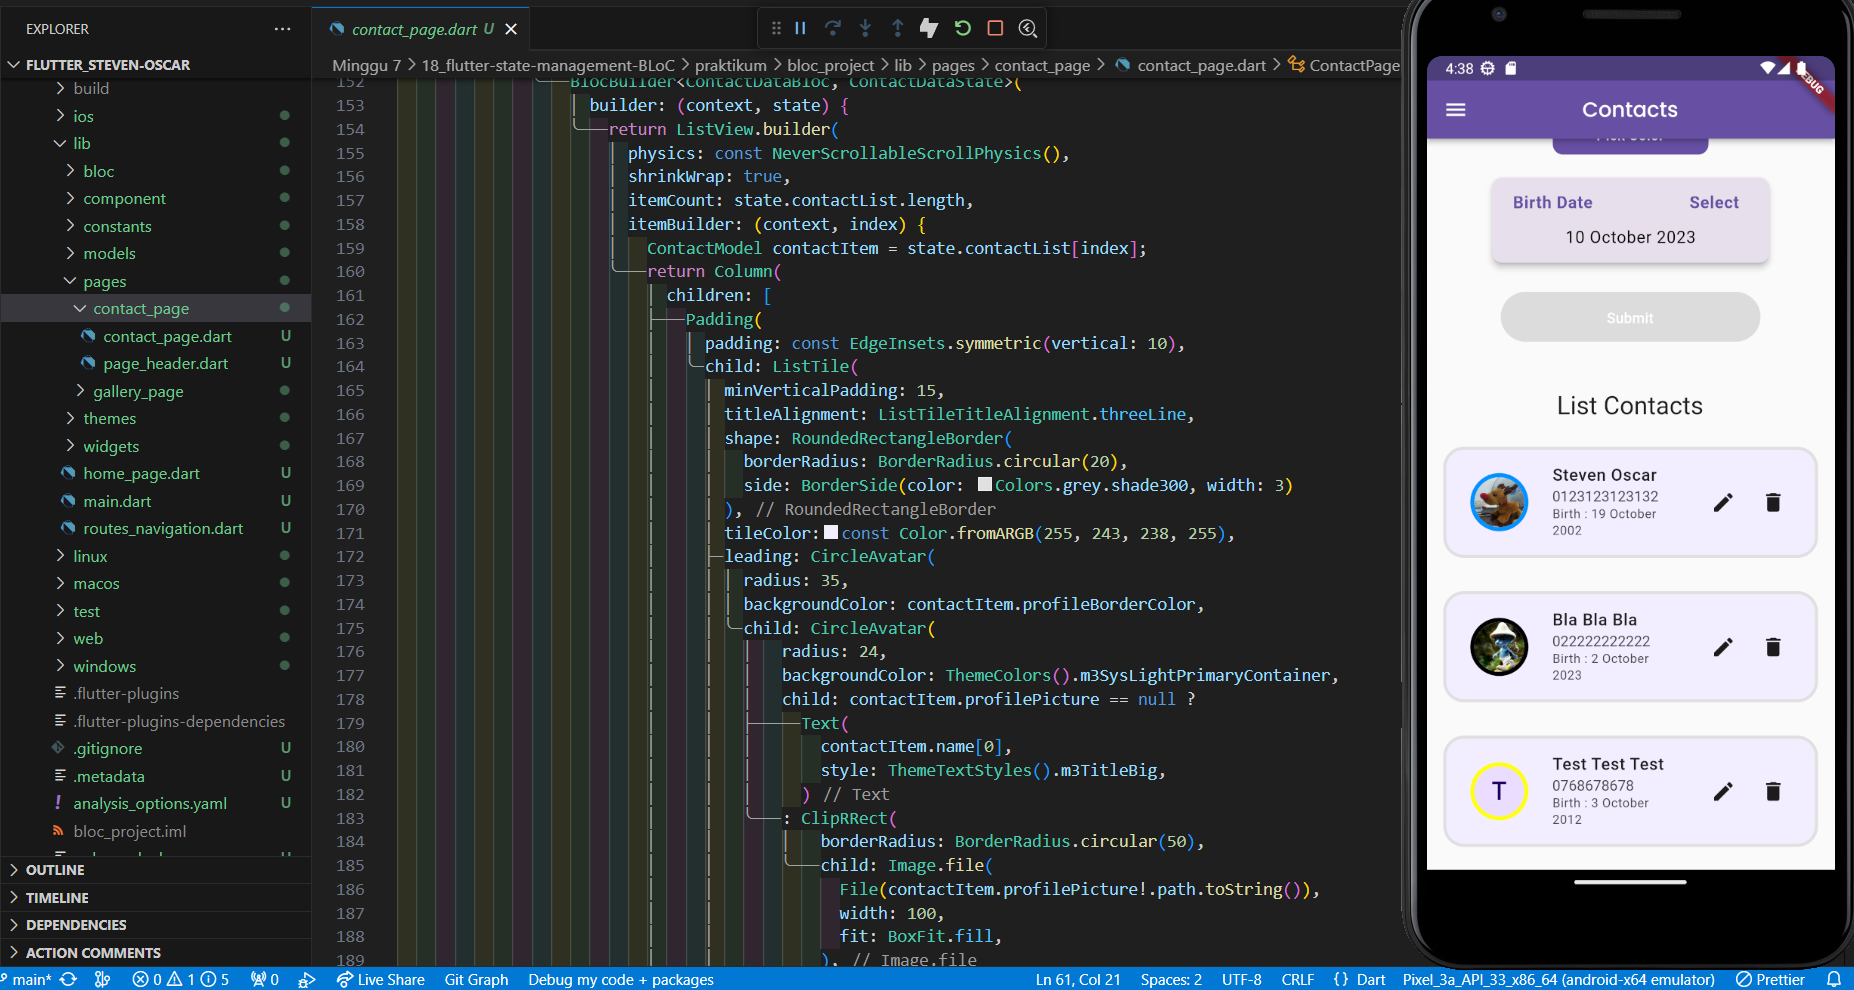 EXPLORER
FLUTTER_STEVEN-OSCAR
build
ios
lib
bloc
component
constants
models
pages
contact_page
contact_page.dart U
page_header.dart U
gallery_page
themes
widgets
home_page.dart U
main.dart U
routes_navigation.dart U
linux
macos
test
web
windows
.flutter-plugins
.flutter-plugins-dependencies
.gitignore U
.metadata U
analysis_options.yaml U
bloc_project.iml
OUTLINE
TIMELINE
DEPENDENCIES
ACTION COMMENTS
contact_page.dart U
Minggu 7 > 18_flutter-state-management-BLoC > praktikum > bloc_project > lib > pages > contact_page > contact_page.dart > ContactPage
152 BlocBuilder<ContactDataBloc, ContactDataState>(
153 builder: (context, state) {
154 return ListView.builder(
155 physics: const NeverScrollableScrollPhysics(),
156 shrinkWrap: true,
157 itemCount: state.contactList.length,
158 itemBuilder: (context, index) {
159 ContactModel contactItem = state.contactList[index];
160 return Column(
161 children: [
162 Padding(
163 padding: const EdgeInsets.symmetric(vertical: 10),
164 child: ListTile(
165 minVerticalPadding: 15,
166 titleAlignment: ListTileTitleAlignment.threeLine,
167 shape: RoundedRectangleBorder(
168 borderRadius: BorderRadius.circular(20),
169 side: BorderSide(color: Colors.grey.shade300, width: 3)
170 ), // RoundedRectangleBorder
171 tileColor: const Color.fromARGB(255, 243, 238, 255),
172 leading: CircleAvatar(
173 radius: 35,
174 backgroundColor: contactItem.profileBorderColor,
175 child: CircleAvatar(
176 radius: 24,
177 backgroundColor: ThemeColors().m3SysLightPrimaryContainer,
178 child: contactItem.profilePicture == null ?
179 Text(
180 contactItem.name[0],
181 style: ThemeTextStyles().m3TitleBig,
182 ) // Text
183 : ClipRRect(
184 borderRadius: BorderRadius.circular(50),
185 child: Image.file(
186 File(contactItem.profilePicture!.path.toString()),
187 width: 100,
188 fit: BoxFit.fill,
189 ), // Image.file
4:38
DEBUG
Contacts
Pick Color
Birth Date Select
10 October 2023
Submit
List Contacts
Steven Oscar
0123123123132
Birth : 19 October
2002
Bla Bla Bla
022222222222
Birth : 2 October
2023
T
Test Test Test
0768678678
Birth : 3 October
2012
main* 0 1 5 0 Live Share Git Graph Debug my code + packages Ln 61, Col 21 Spaces: 2 UTF-8 CRLF {} Dart Pixel_3a_API_33_x86_64 (android-x64 emulator) Prettier